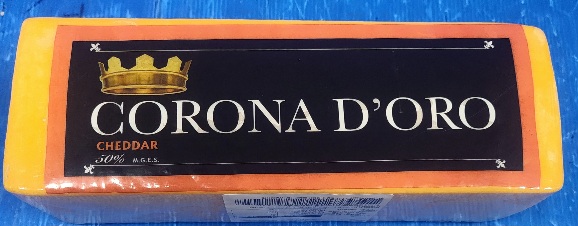 CORONA D'ORO
CHEDDAR
50% M.G.E.S.